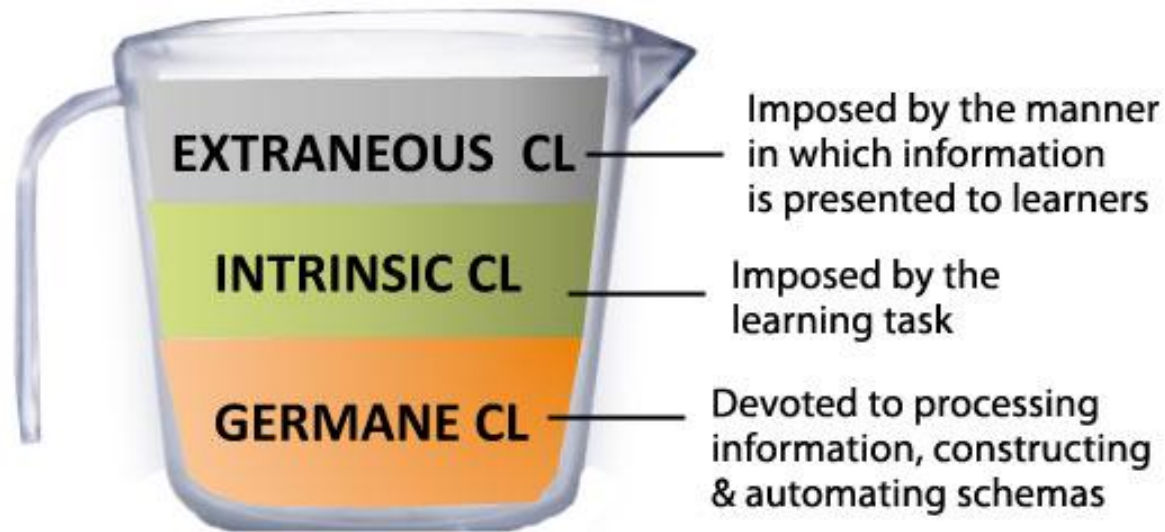 EXTRANEOUS CL
Imposed by the manner
in which information
is presented to learners
INTRINSIC CL
Imposed by the
learning task
GERMANE CL
Devoted to processing
information, constructing
& automating schemas